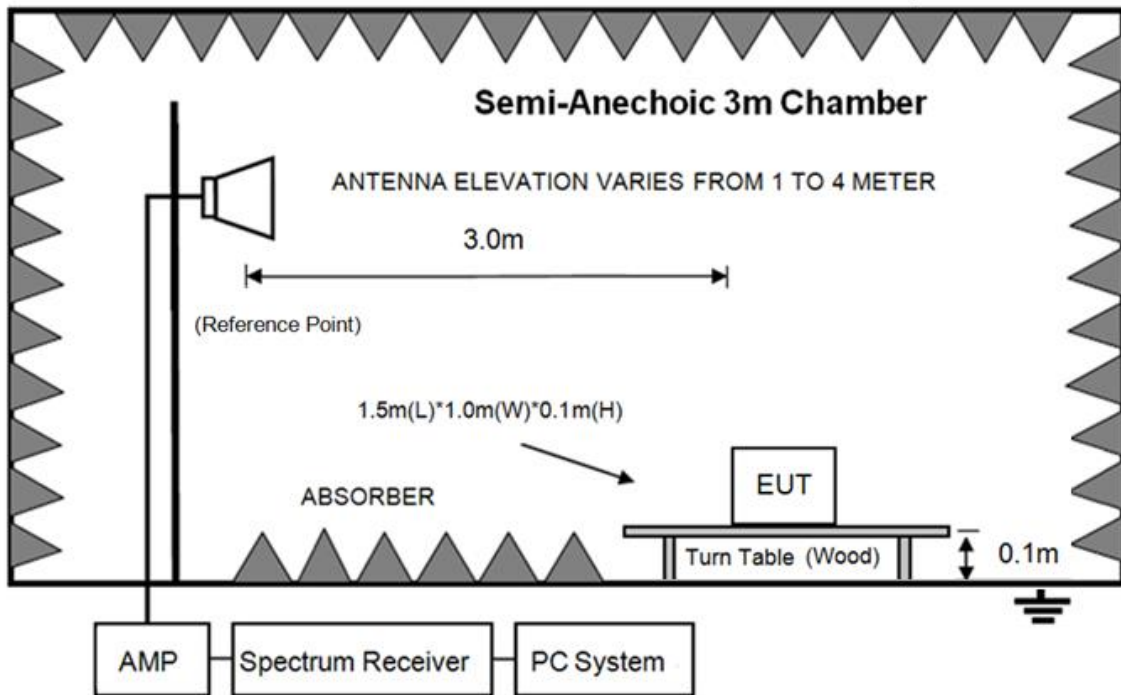 Semi-Anechoic 3m Chamber
ANTENNA ELEVATION VARIES FROM 1 TO 4 METER
3.0m
(Reference Point)
1.5m(L)*1.0m(W)*0.1m(H)
EUT
ABSORBER
Turn Table (Wood)
0.1m
AMP
Spectrum Receiver
PC System